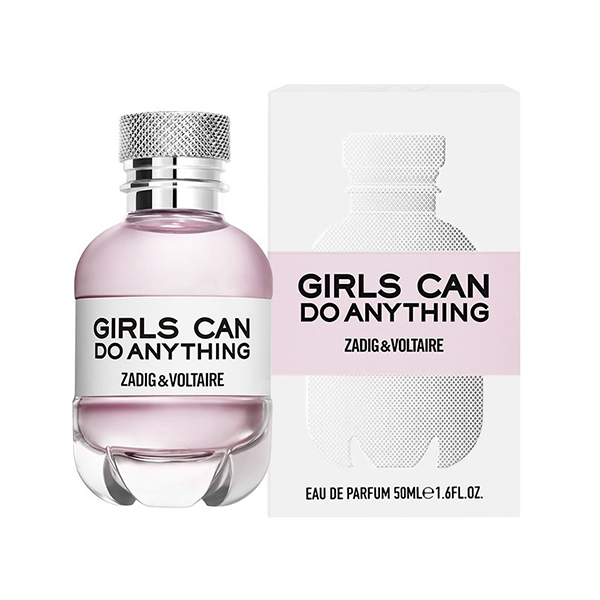 GIRLS CAN
DO ANYTHING
ZADIG&VOLTAIRE
GIRLS CAN
DO ANYTHING
ZADIG&VOLTAIRE
EAU DE PARFUM 50ML℮1.6FL.OZ.